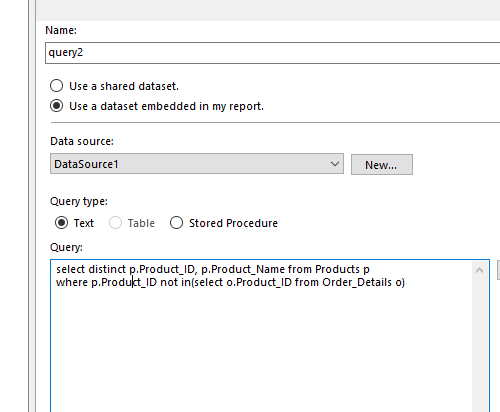 Name:
query2
Use a shared dataset.
Use a dataset embedded in my report.
Data source:
DataSource1
New...
Query type:
Text
Table
Stored Procedure
Query:
select distinct p.Product_ID, p.Product_Name from Products p
where p.Product_ID not in(select o.Product_ID from Order_Details o)